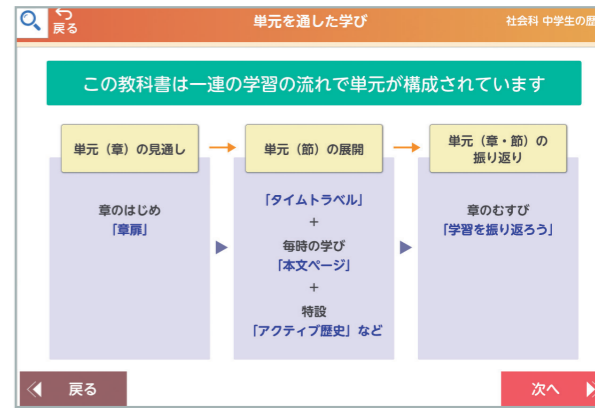 戻る
単元を通した学び
社会科 中学生の歴
この教科書は一連の学習の流れで単元が構成されています
単元（章）の見通し
章のはじめ
「章扉」
単元（節）の展開
「タイムトラベル」
+
毎時の学び
「本文ページ」
+
特設
「アクティブ歴史」など
単元（章・節）の
振り返り
章のむすび
「学習を振り返ろう」
戻る
次へ